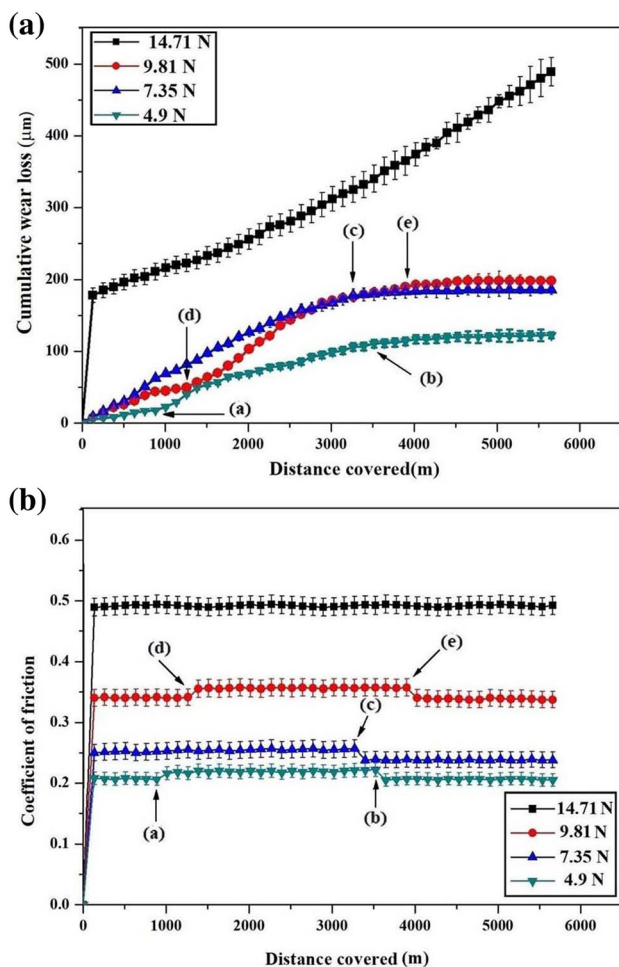 (a)
14.71 N
9.81 N
7.35 N
4.9 N
500
400
300
200
100
0
Cumulative wear loss (μm)
(c)
(e)
(d)
(b)
(a)
0 1000 2000 3000 4000 5000 6000
Distance covered(m)
(b)
0.6
0.5
0.4
0.3
0.2
0.1
0.0
Coefficient of friction
(d)
(e)
(c)
(a)
(b)
14.71 N
9.81 N
7.35 N
4.9 N
0 1000 2000 3000 4000 5000 6000
Distance covered (m)